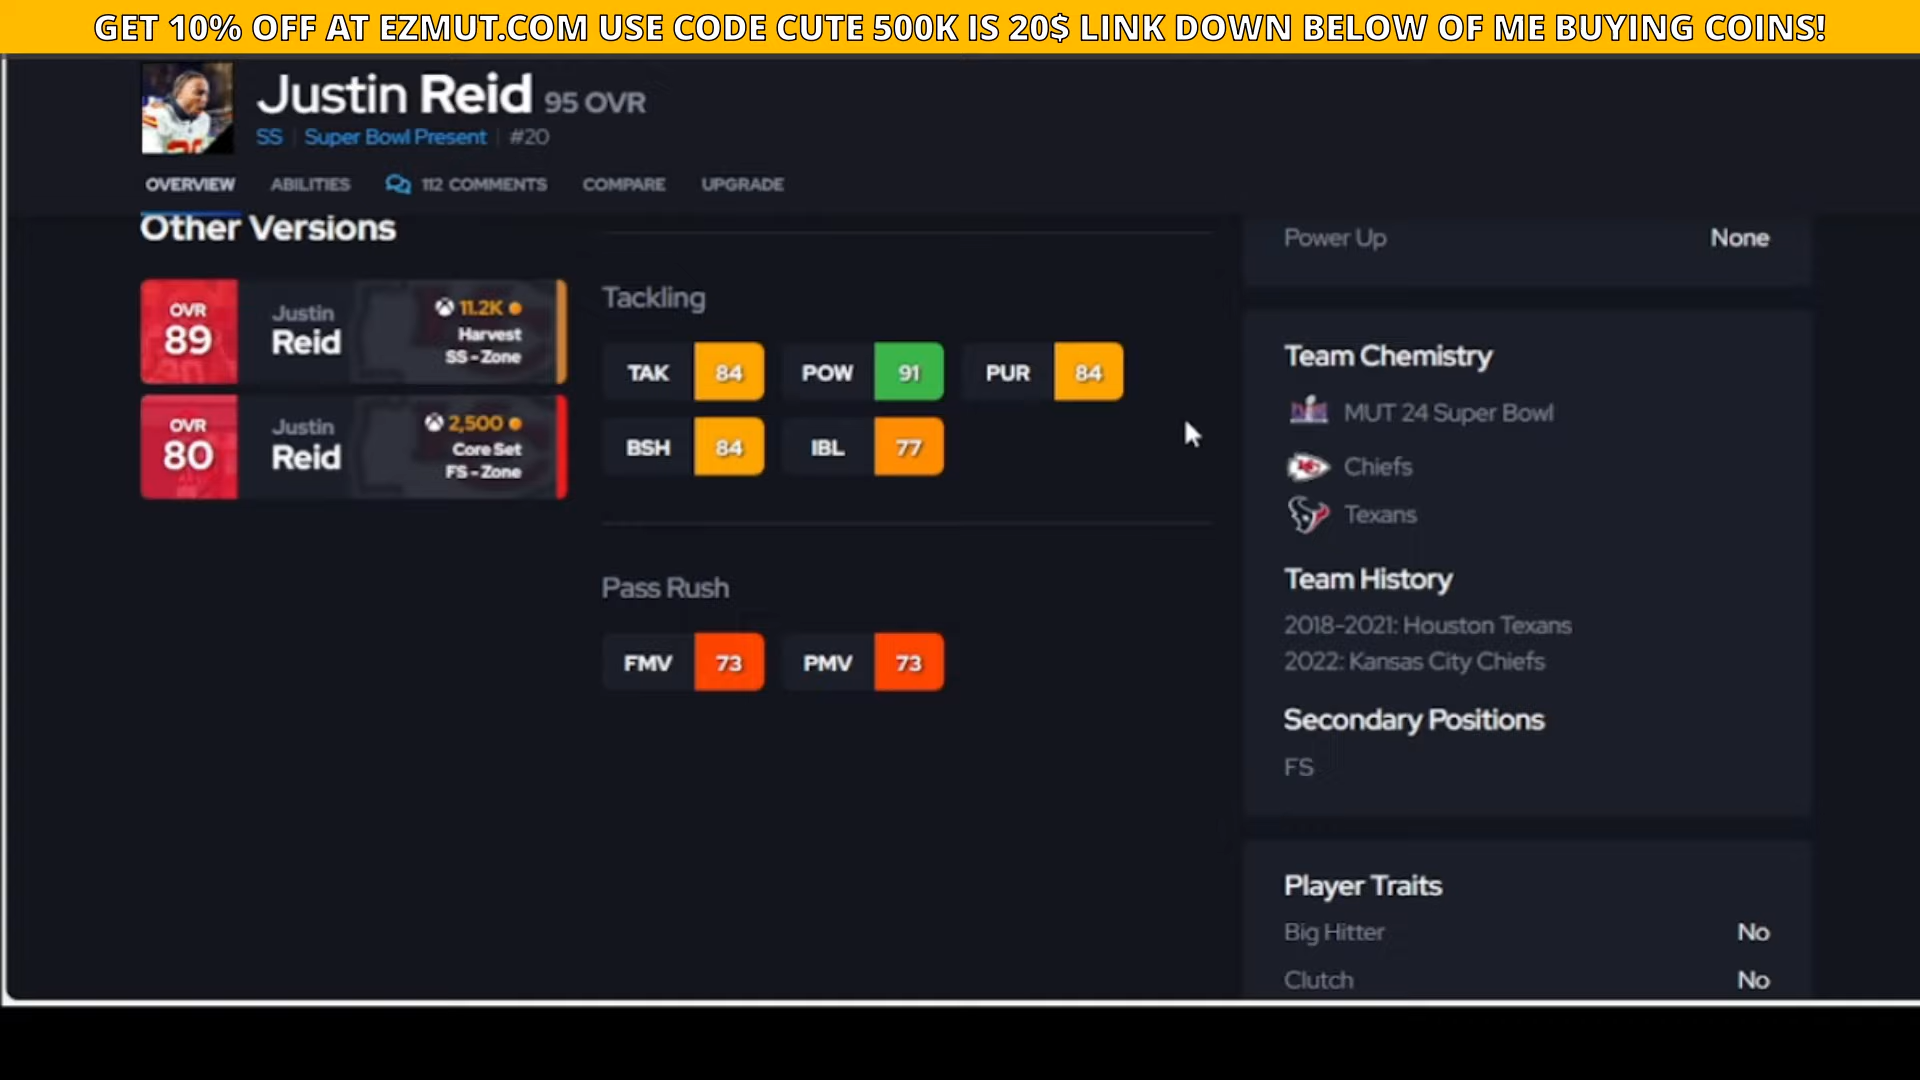 GET 10% OFF AT EZMUT.COM USE CODE CUTE 500K IS 20$ LINK DOWN BELOW OF ME BUYING COINS!
Justin Reid 95 OVR
SS | Super Bowl Present | #20
OVERVIEW ABILITIES 112 COMMENTS COMPARE UPGRADE
Other Versions
OVR
89
Justin
Reid
11.2K
Harvest
SS - Zone
OVR
80
Justin
Reid
2,500
Core Set
FS - Zone
Tackling
TAK 84 POW 91 PUR 84
BSH 84 IBL 77
Pass Rush
FMV 73 PMV 73
Power Up None
Team Chemistry
MUT 24 Super Bowl
Chiefs
Texans
Team History
2018-2021: Houston Texans
2022: Kansas City Chiefs
Secondary Positions
FS
Player Traits
Big Hitter No
Clutch No